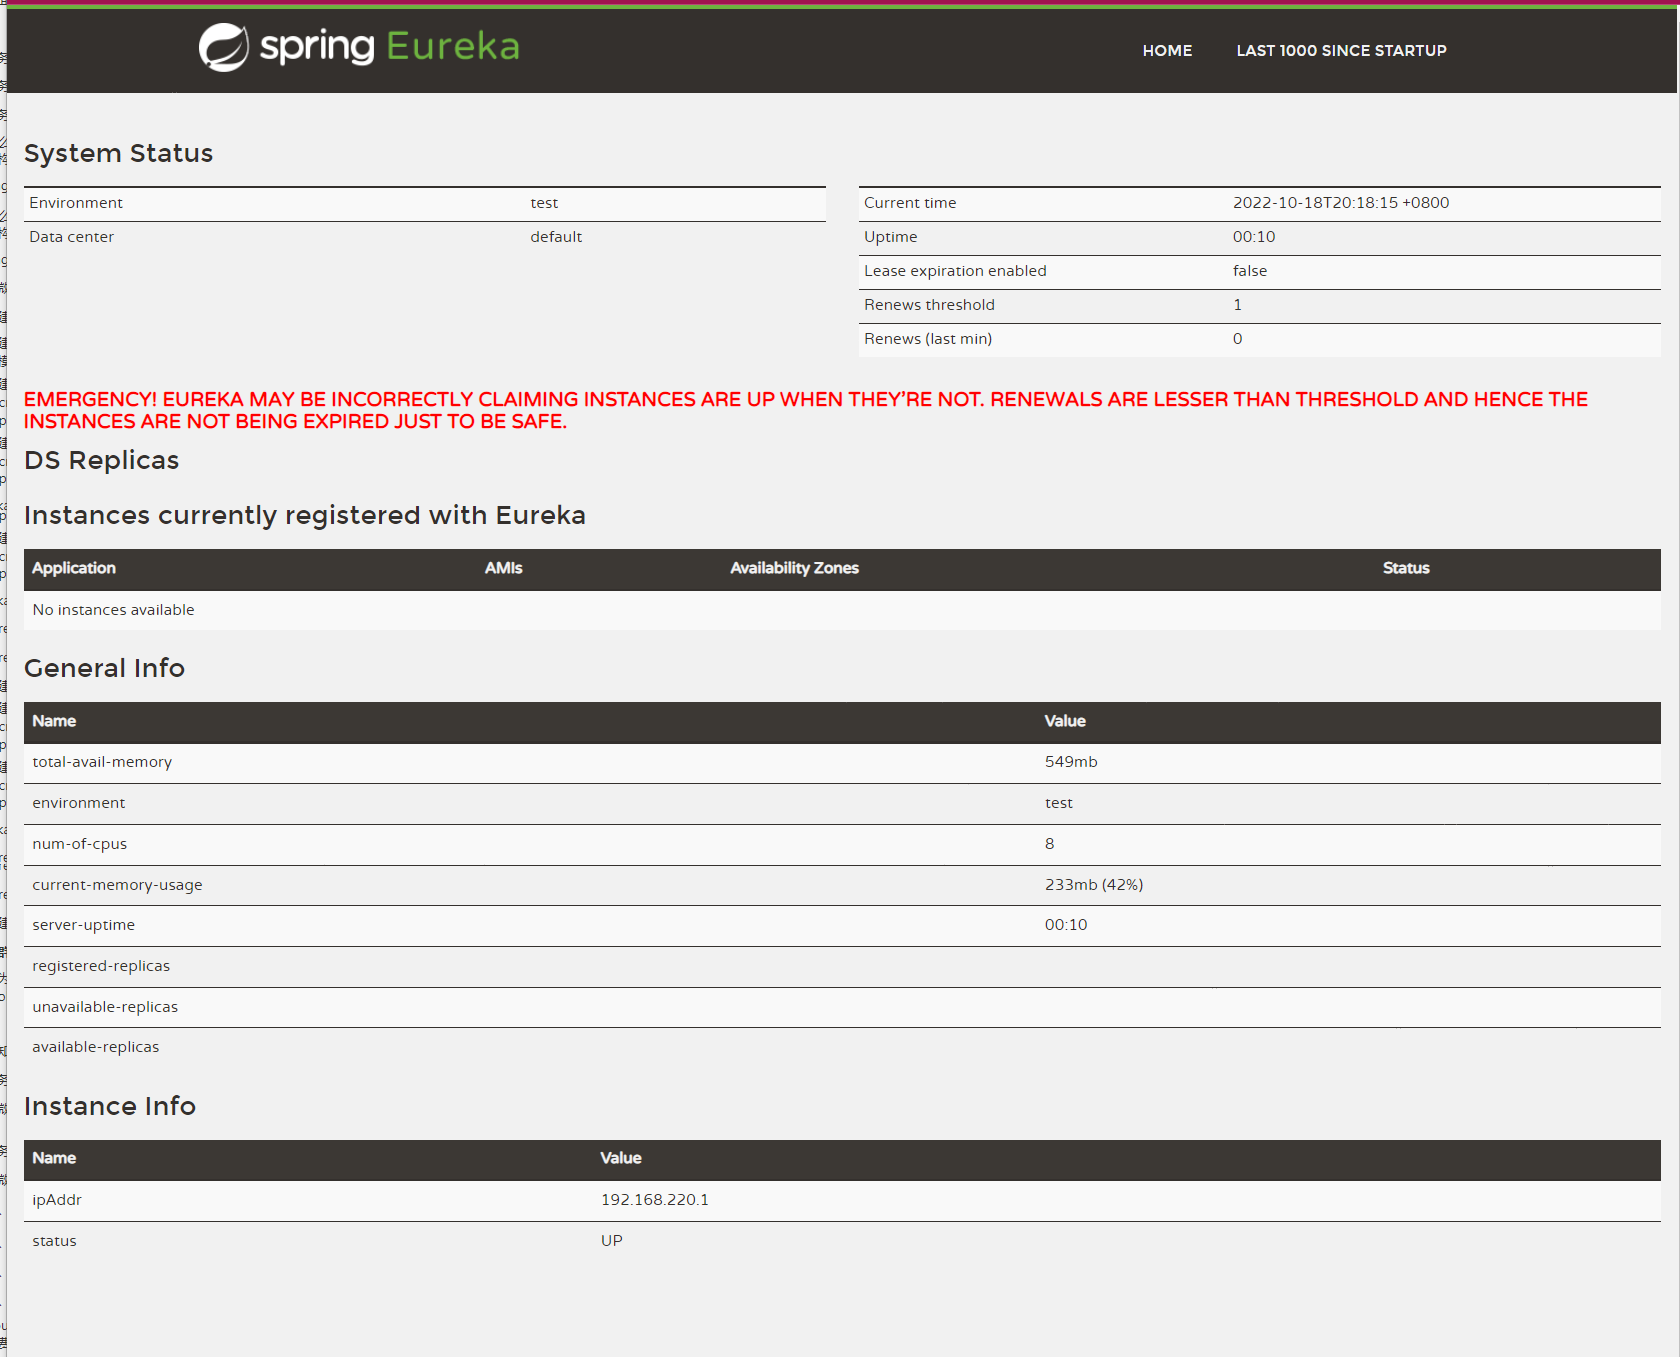 spring Eureka
HOME LAST 1000 SINCE STARTUP
System Status
Environment test
Data center default
Current time 2022-10-18T20:18:15 +0800
Uptime 00:10
Lease expiration enabled false
Renews threshold 1
Renews (last min) 0
EMERGENCY! EUREKA MAY BE INCORRECTLY CLAIMING INSTANCES ARE UP WHEN THEY'RE NOT. RENEWALS ARE LESSER THAN THRESHOLD AND HENCE THE
INSTANCES ARE NOT BEING EXPIRED JUST TO BE SAFE.
DS Replicas
Instances currently registered with Eureka
Application AMIs Availability Zones Status
No instances available
General Info
Name Value
total-avail-memory 549mb
environment test
num-of-cpus 8
current-memory-usage 233mb (42%)
server-uptime 00:10
registered-replicas
unavailable-replicas
available-replicas
Instance Info
Name Value
ipAddr 192.168.220.1
status UP